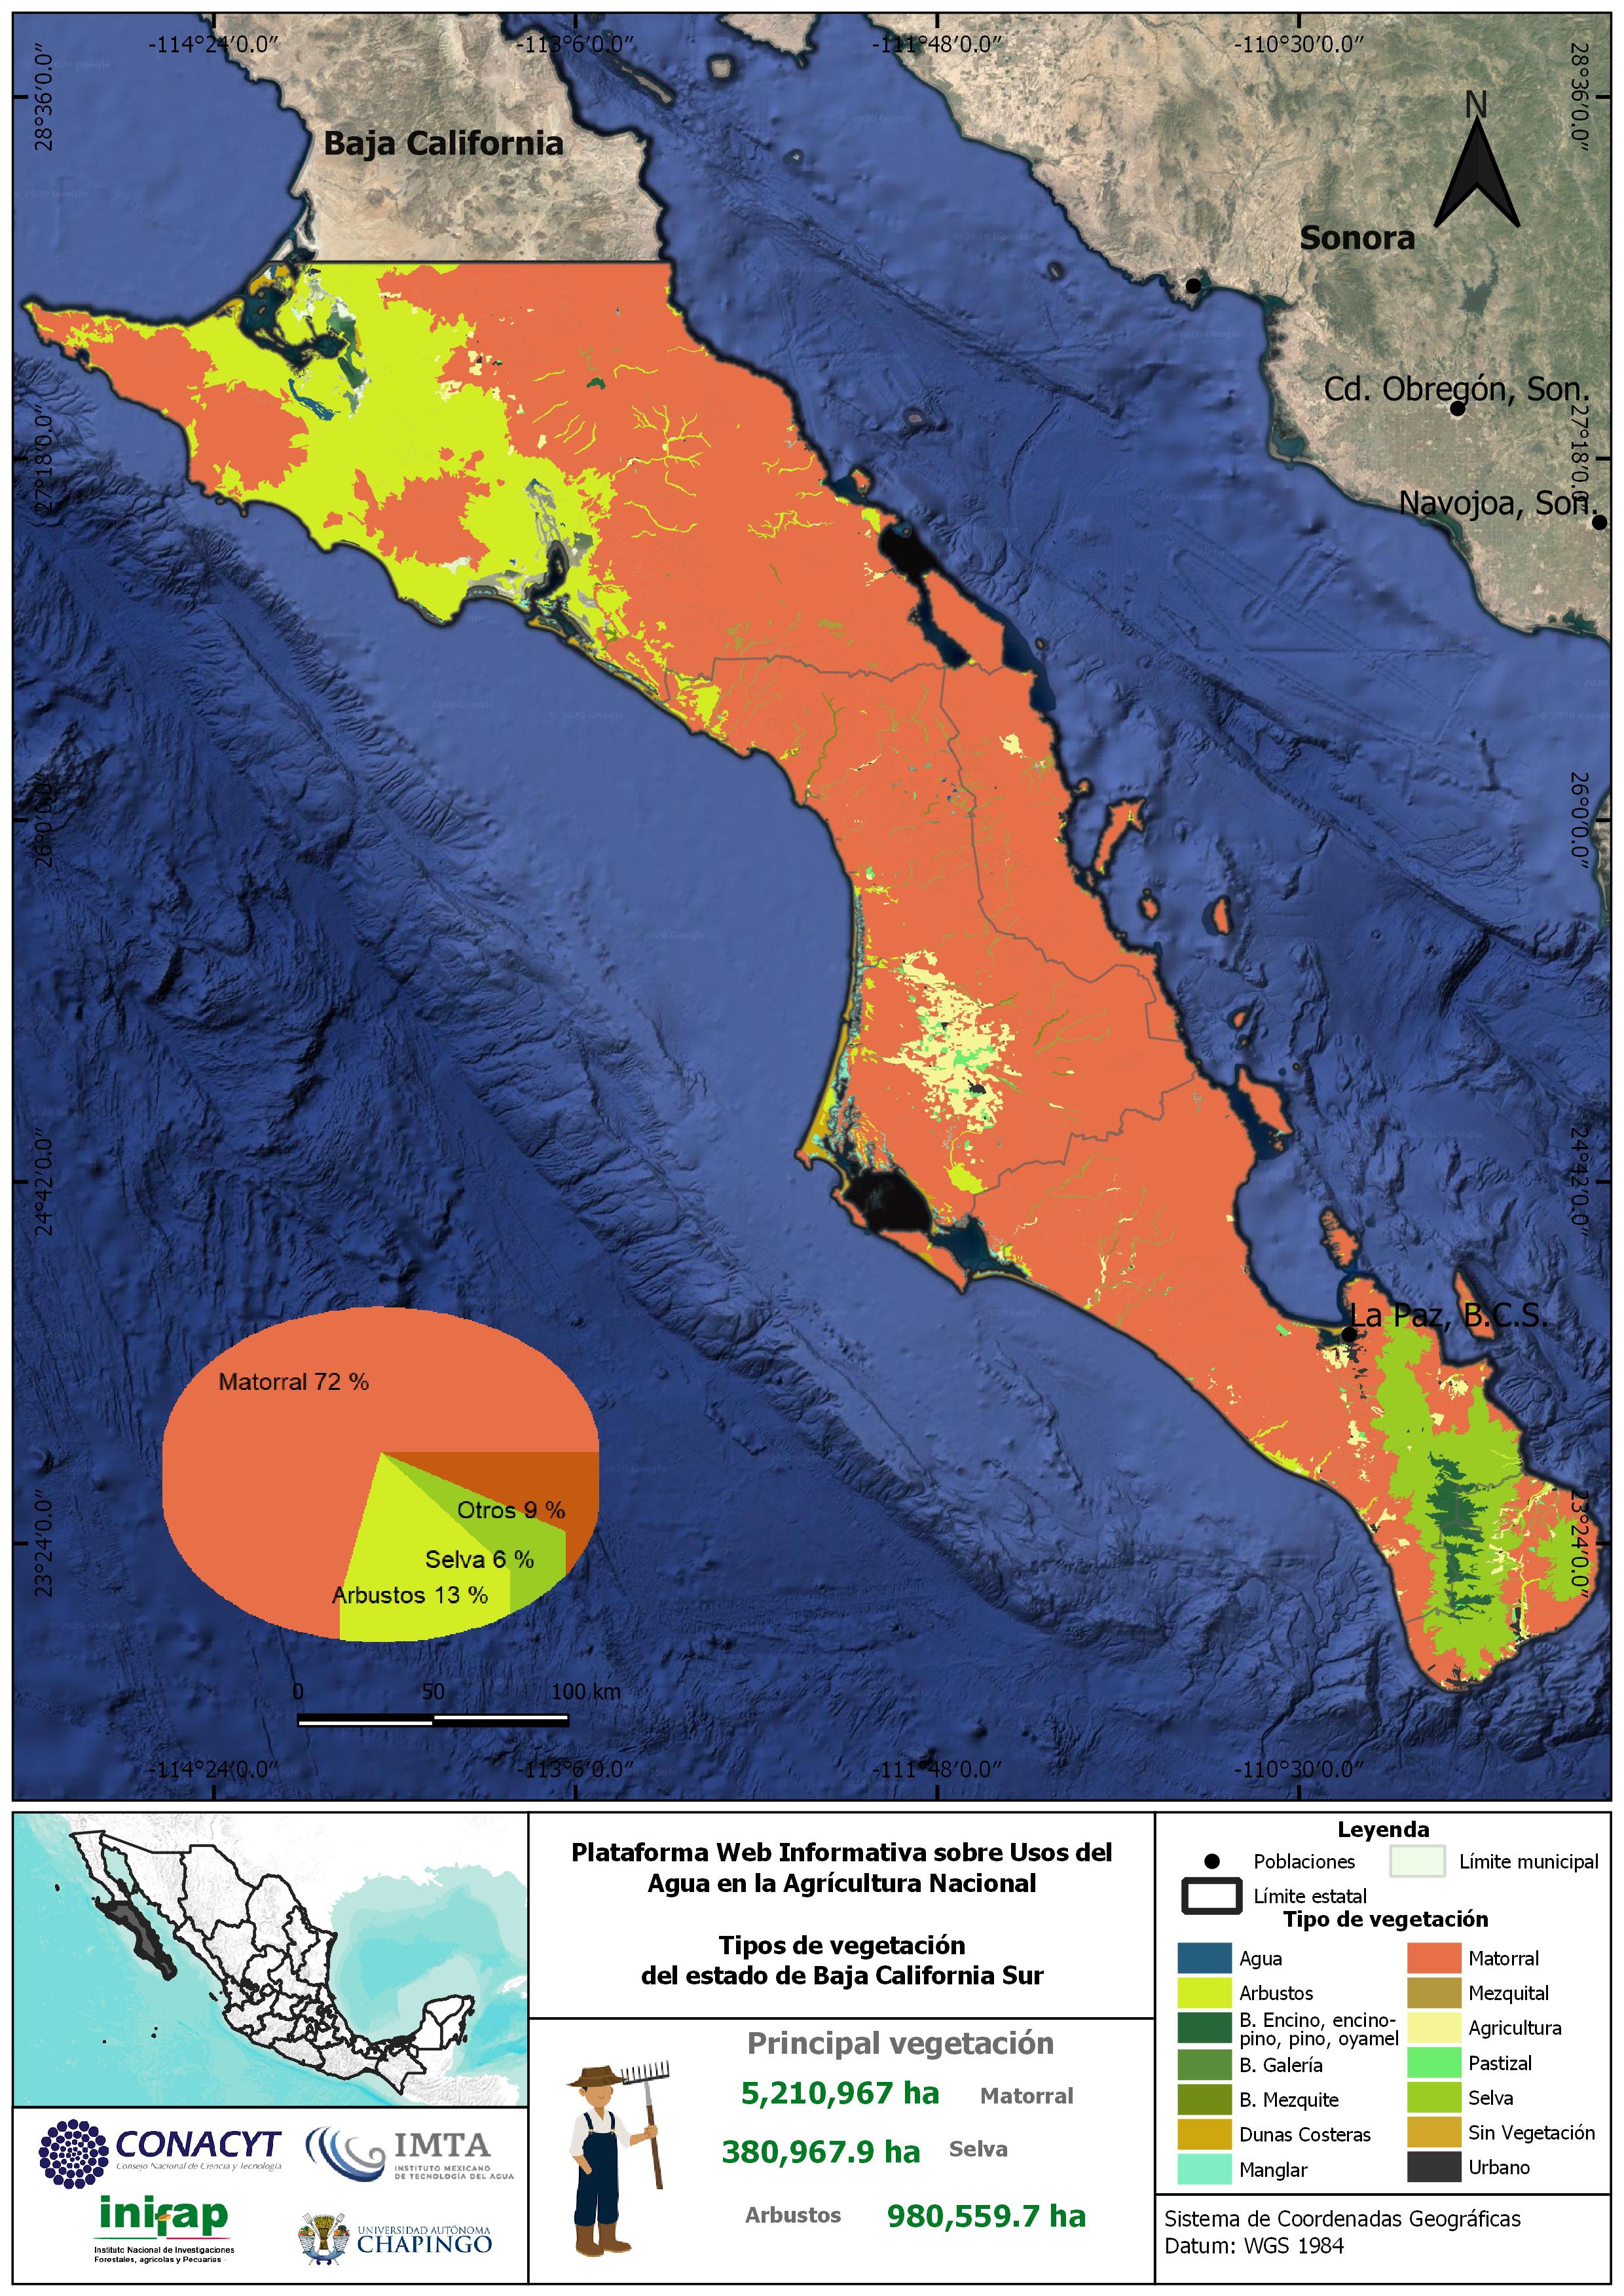 -114°24′0.0″
-113°6′0.0″
-111°48′0.0″
-110°30′0.0″
28°36′0.0″
28°36′0.0″
Baja California
N
Sonora
Cd. Obregón, Son.
27°18′0.0″
27°18′0.0″
Navojoa, Son.
26°0′0.0″
26°0′0.0″
24°42′0.0″
24°42′0.0″
La Paz, B.C.S.
Matorral 72 %
Otros 9 %
Selva 6 %
Arbustos 13 %
23°24′0.0″
23°24′0.0″
0 50 100 km
-114°24′0.0″
-113°6′0.0″
-111°48′0.0″
-110°30′0.0″
Plataforma Web Informativa sobre Usos del
Agua en la Agrícultura Nacional
Tipos de vegetación
del estado de Baja California Sur
Principal vegetación
5,210,967 ha Matorral
380,967.9 ha Selva
Arbustos 980,559.7 ha
CONACYT
Consejo Nacional de Ciencia y Tecnología
IMTA
INSTITUTO MEXICANO
DE TECNOLOGÍA DEL AGUA
inifap
Instituto Nacional de Investigaciones
Forestales, agrícolas y Pecuarias
UNIVERSIDAD AUTÓNOMA
CHAPINGO
Leyenda
Poblaciones
Límite municipal
Límite estatal
Tipo de vegetación
Agua
Arbustos
B. Encino, encino-
pino, pino, oyamel
B. Galería
B. Mezquite
Dunas Costeras
Manglar
Matorral
Mezquital
Agricultura
Pastizal
Selva
Sin Vegetación
Urbano
Sistema de Coordenadas Geográficas
Datum: WGS 1984